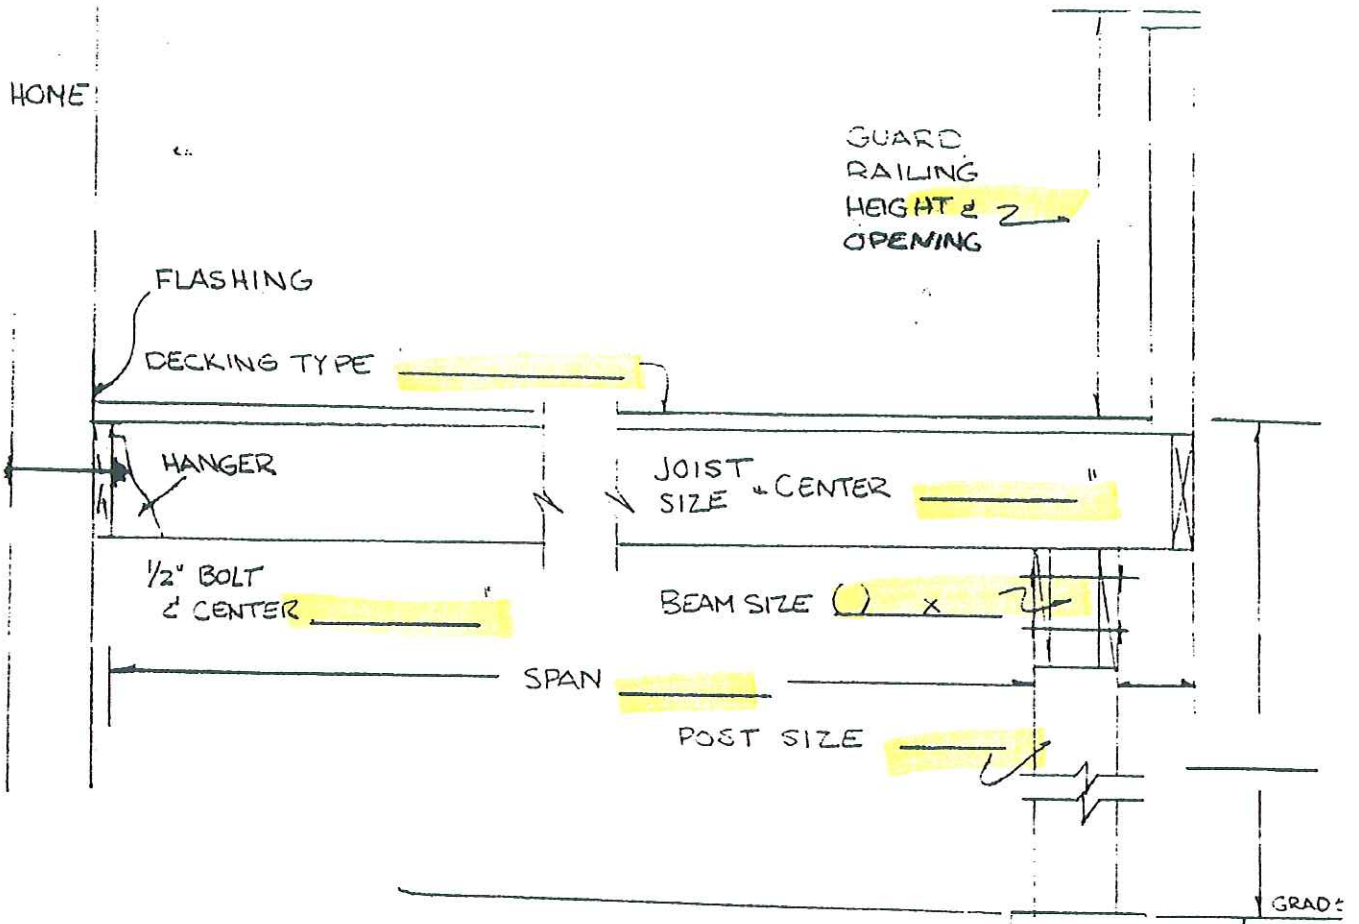 HOME
GUARD
RAILING
HEIGHT &
OPENING
FLASHING
DECKING TYPE
HANGER
JOIST
SIZE " CENTER "
1/2" BOLT
& CENTER "
BEAM SIZE ( ) x
SPAN
POST SIZE